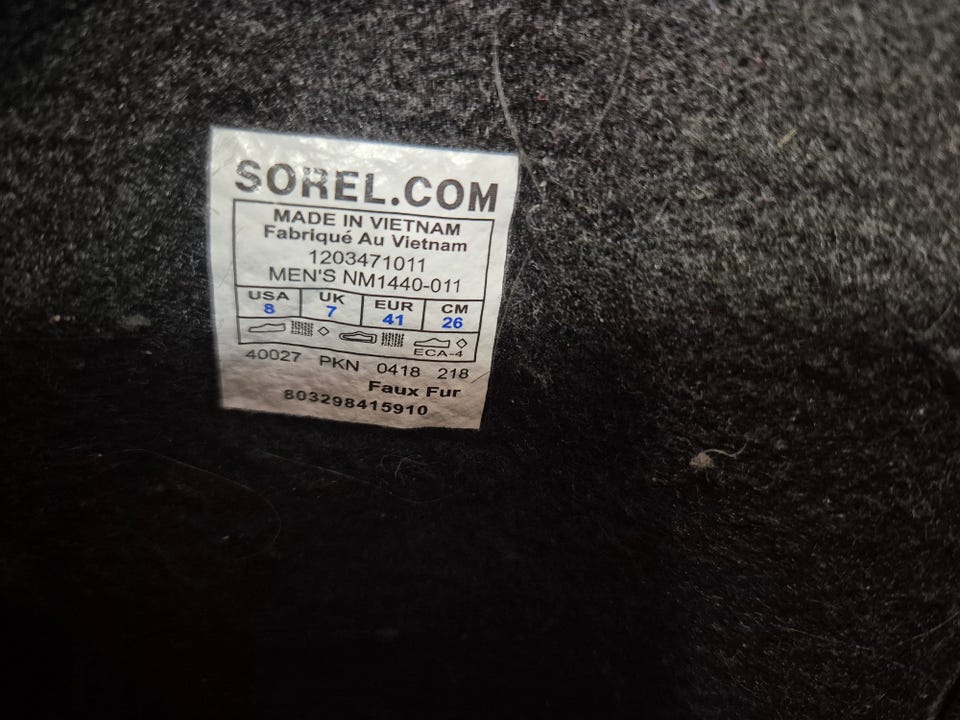 SOREL.COM
MADE IN VIETNAM
Fabriqué Au Vietnam
1203471011
MEN'S NM1440-011
USA UK EUR CM
8 7 41 26
ECA-4
40027 PKN 0418 218
Faux Fur
803298415910